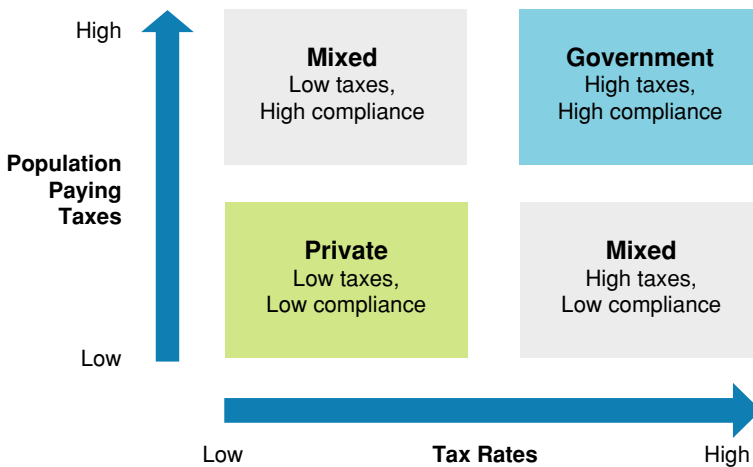 High
Mixed
Low taxes,
High compliance
Government
High taxes,
High compliance
Population
Paying
Taxes
Private
Low taxes,
Low compliance
Mixed
High taxes,
Low compliance
Low
Low
Tax Rates
High